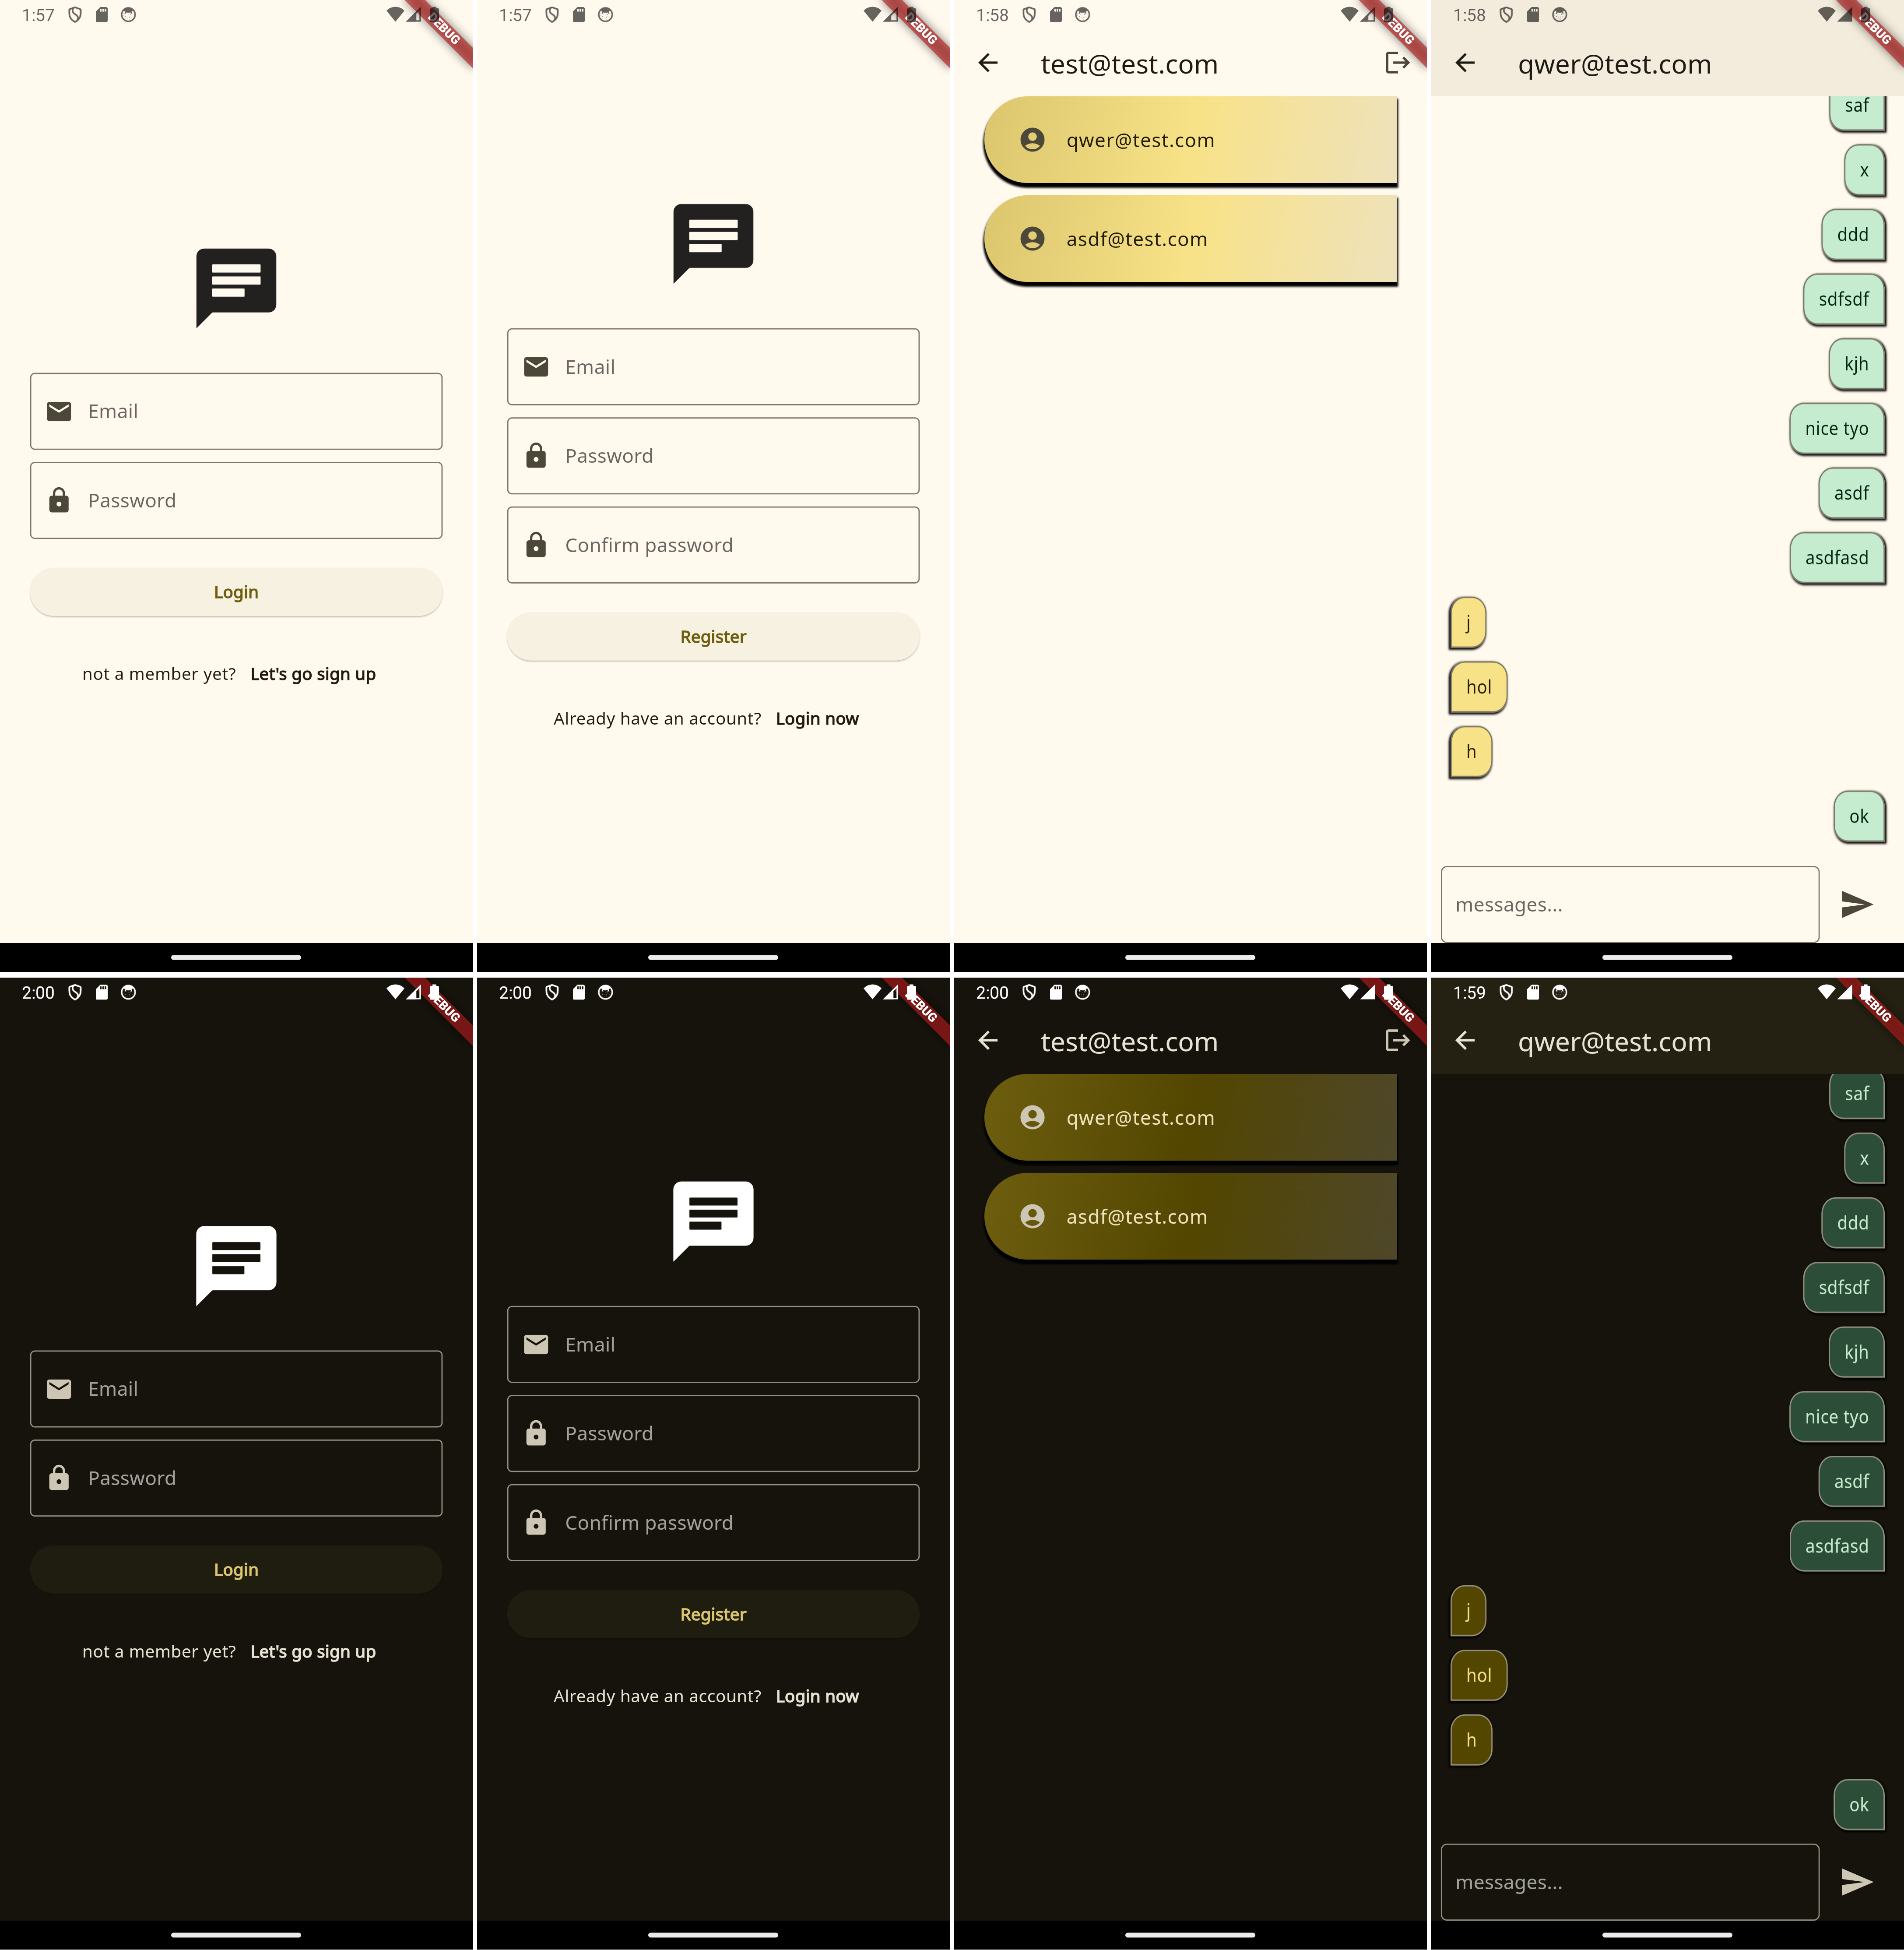 1:57
DEBUG
Email
Password
Login
not a member yet? Let's go sign up
1:57
DEBUG
Email
Password
Confirm password
Register
Already have an account? Login now
1:58
DEBUG
test@test.com
qwer@test.com
asdf@test.com
1:58
DEBUG
qwer@test.com
saf
x
ddd
sdfsdf
kjh
nice tyo
asdf
asdfasd
j
hol
h
ok
messages...
2:00
DEBUG
Email
Password
Login
not a member yet? Let's go sign up
2:00
DEBUG
Email
Password
Confirm password
Register
Already have an account? Login now
2:00
DEBUG
test@test.com
qwer@test.com
asdf@test.com
1:59
DEBUG
qwer@test.com
saf
x
ddd
sdfsdf
kjh
nice tyo
asdf
asdfasd
j
hol
h
ok
messages...